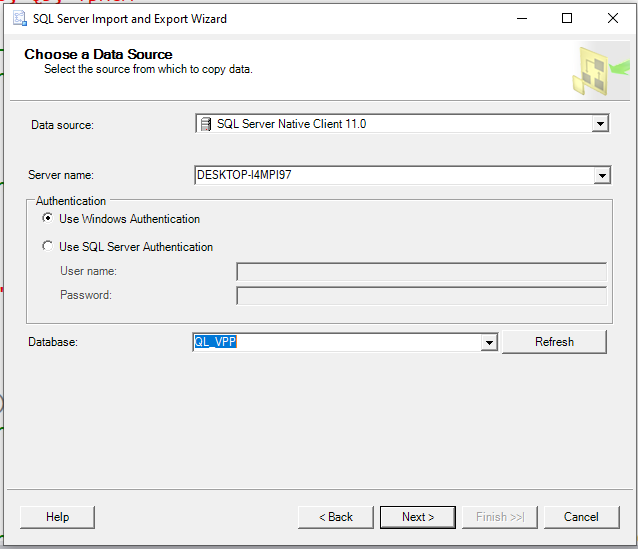 SQL Server Import and Export Wizard
Choose a Data Source
Select the source from which to copy data.
Data source:
SQL Server Native Client 11.0
Server name:
DESKTOP-I4MPI97
Authentication
Use Windows Authentication
Use SQL Server Authentication
User name:
Password:
Database:
QL_VPP
Refresh
Help
< Back
Next >
Finish >>|
Cancel